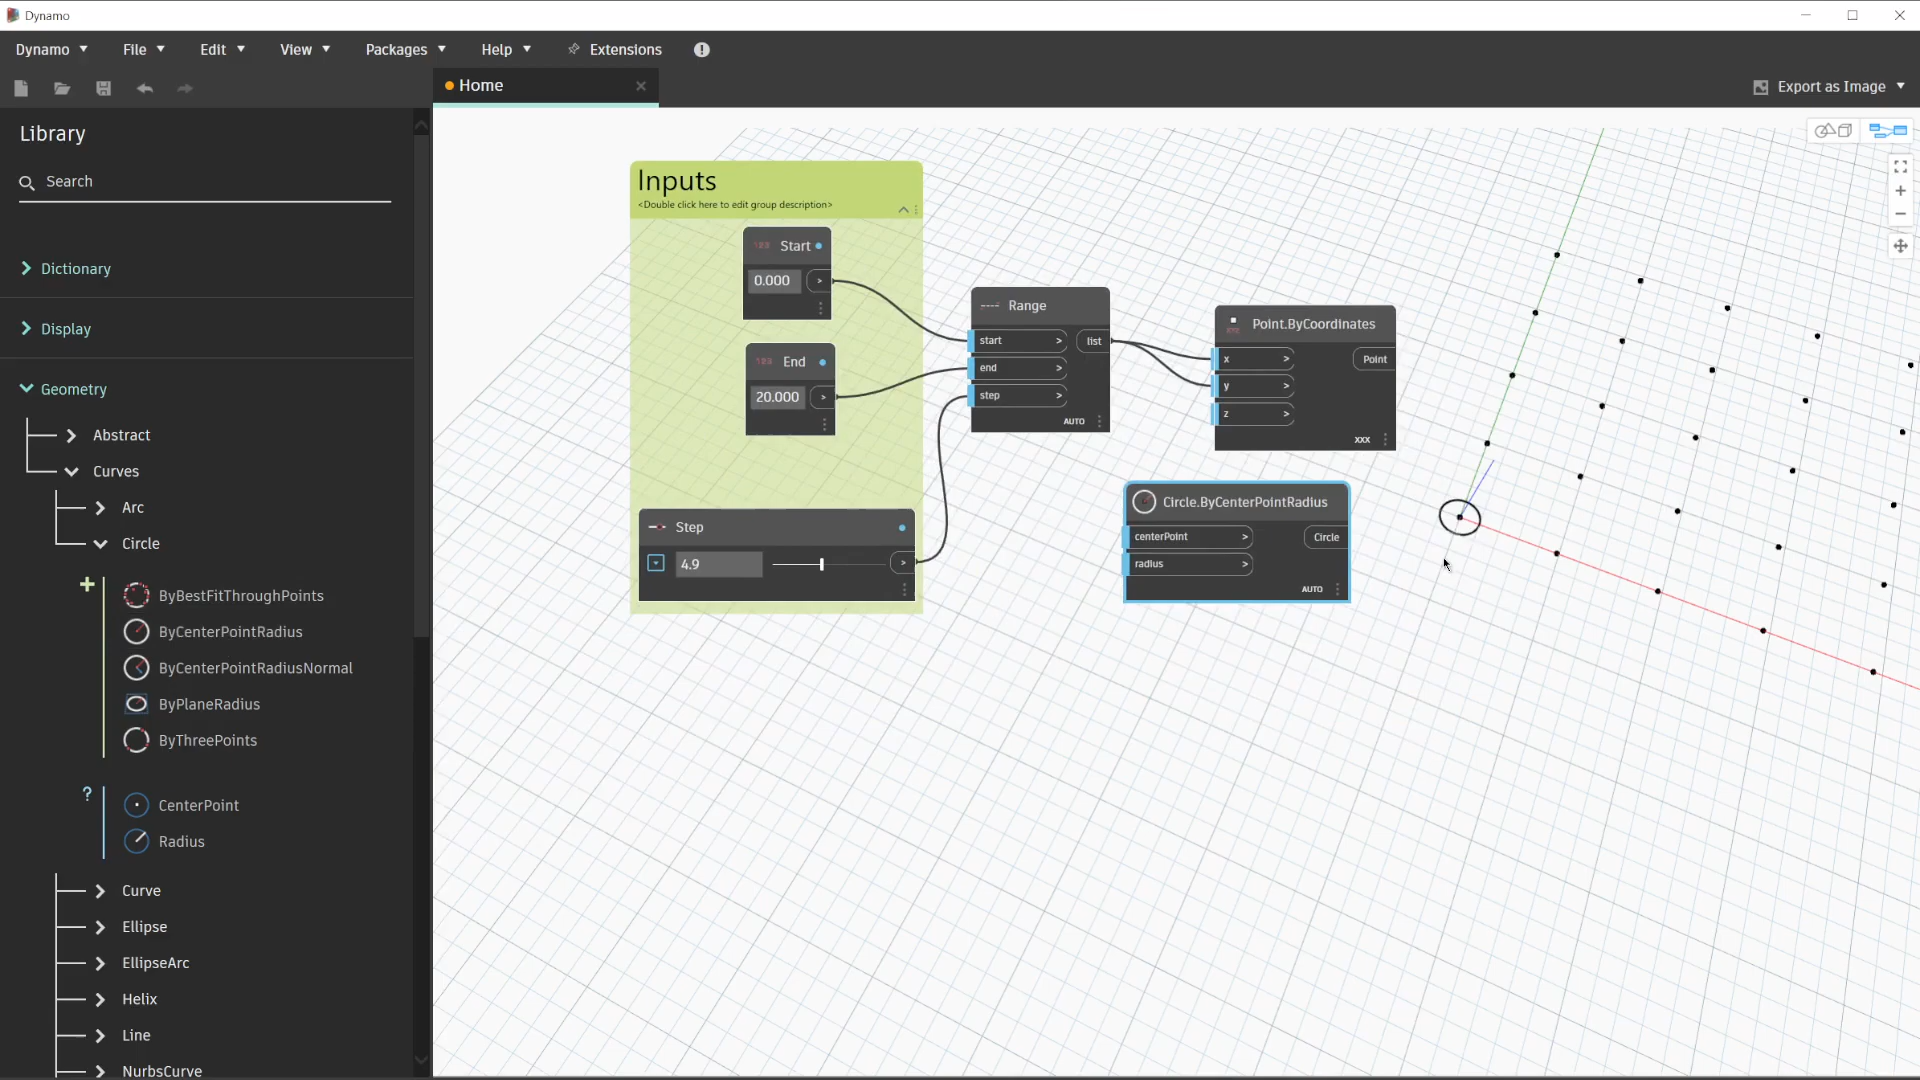 Dynamo
Dynamo File Edit View Packages Help Extensions
Home
Export as Image
Library
Search
Dictionary
Display
Geometry
Abstract
Curves
Arc
Circle
ByBestFitThroughPoints
ByCenterPointRadius
ByCenterPointRadiusNormal
ByPlaneRadius
ByThreePoints
?
CenterPoint
Radius
Curve
Ellipse
EllipseArc
Helix
Line
NurbsCurve
Inputs
<Double click here to edit group description>
Start
0.000 >
End
20.000 >
Step
4.9 >
Range
start > list
end >
step >
AUTO
Point.ByCoordinates
x > Point
y >
z >
XXX
Circle.ByCenterPointRadius
centerPoint > Circle
radius >
AUTO